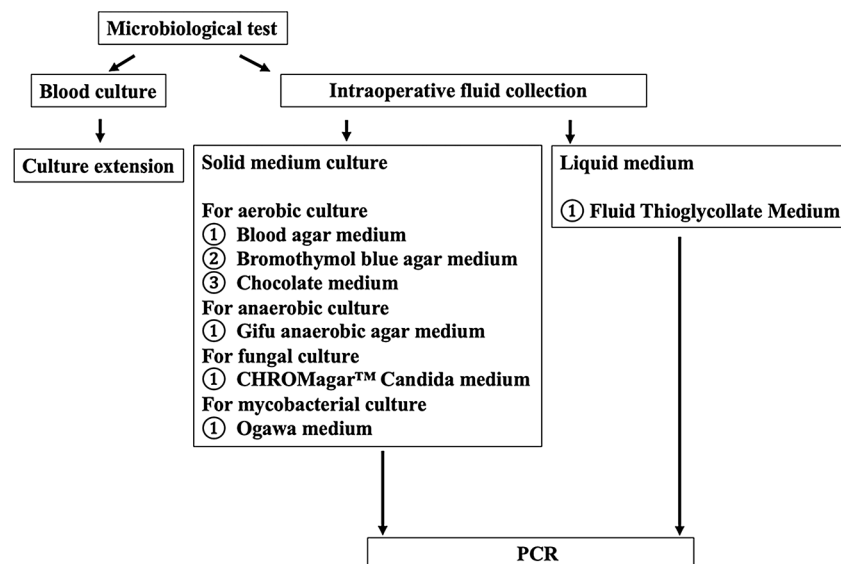 Microbiological test
Blood culture
Intraoperative fluid collection
Culture extension
Solid medium culture
For aerobic culture
① Blood agar medium
② Bromothymol blue agar medium
③ Chocolate medium
For anaerobic culture
① Gifu anaerobic agar medium
For fungal culture
① CHROMagar™ Candida medium
For mycobacterial culture
① Ogawa medium
Liquid medium
① Fluid Thioglycollate Medium
PCR